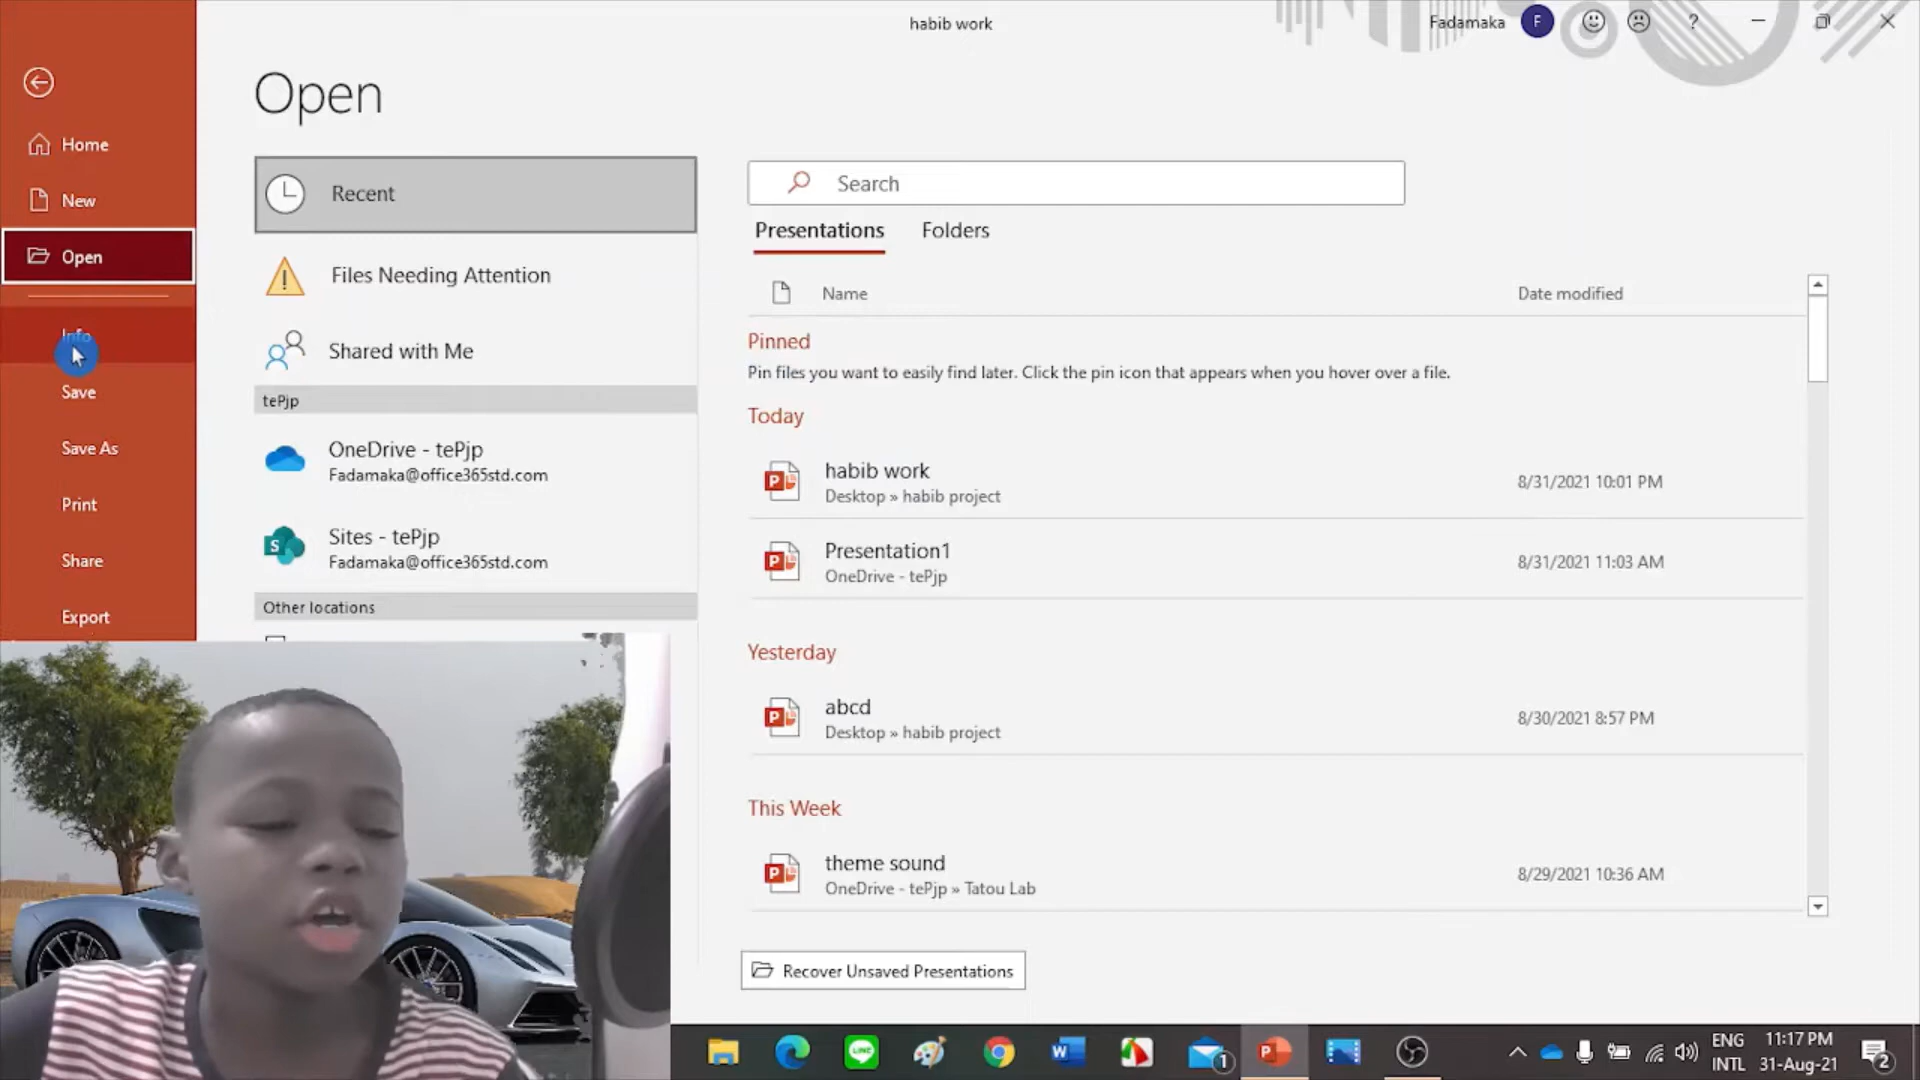 habib work
Fadamaka F
?
Open
Home
New
Open
Info
Save
Save As
Print
Share
Export
Recent
Files Needing Attention
Shared with Me
tePjp
OneDrive - tePjp
Fadamaka@office365std.com
Sites - tePjp
Fadamaka@office365std.com
Other locations
Search
Presentations Folders
Name Date modified
Pinned
Pin files you want to easily find later. Click the pin icon that appears when you hover over a file.
Today
habib work
Desktop » habib project
8/31/2021 10:01 PM
Presentation1
OneDrive - tePjp
8/31/2021 11:03 AM
Yesterday
abcd
Desktop » habib project
8/30/2021 8:57 PM
This Week
theme sound
OneDrive - tePjp » Tatou Lab
8/29/2021 10:36 AM
Recover Unsaved Presentations
ENG
INTL
11:17 PM
31-Aug-21
1
2